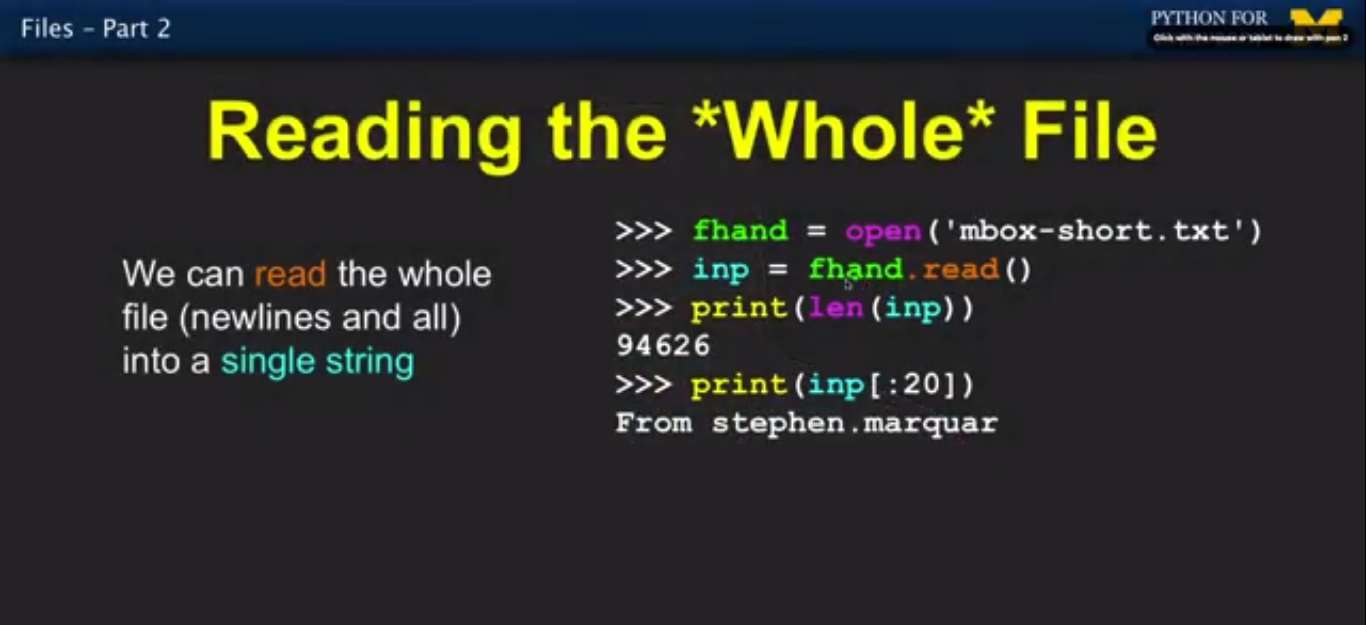 Files – Part 2
PYTHON FOR
Click with the mouse or tablet to draw with pen 2
Reading the *Whole* File
We can read the whole
file (newlines and all)
into a single string
>>> fhand = open('mbox-short.txt')
>>> inp = fhand.read()
>>> print(len(inp))
94626
>>> print(inp[:20])
From stephen.marquar